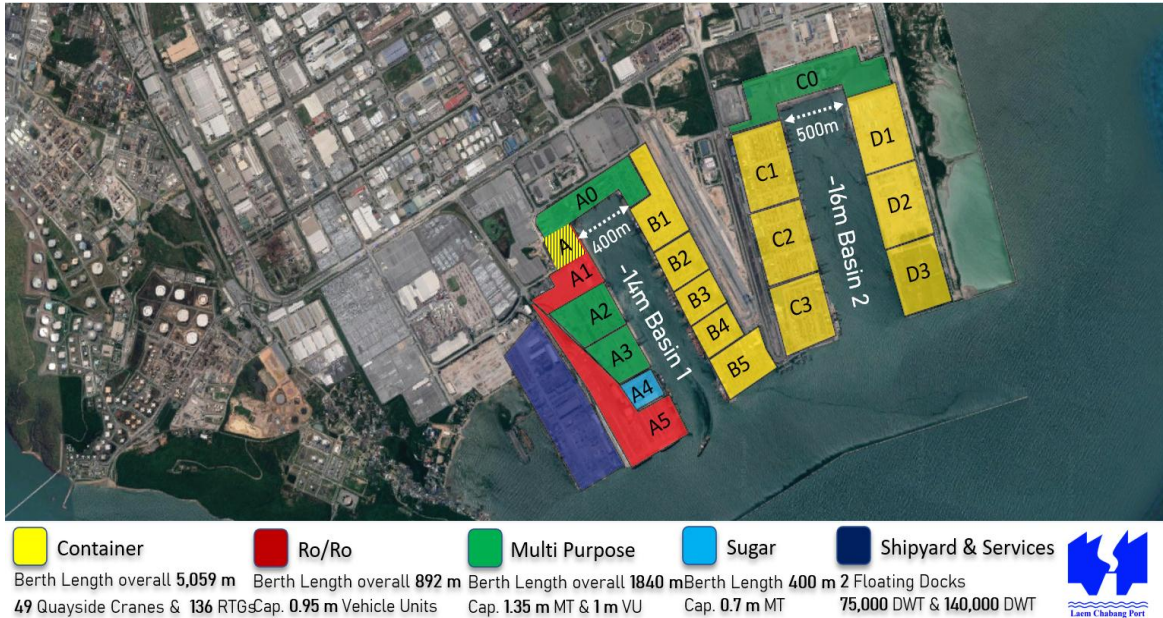 C0
500m
D1
C1
A0
-16m Basin 2
B1
D2
400m
A
C2
B2
A1
D3
B3
A2
-14m Basin 1
C3
B4
A3
B5
A4
A5
Container
Berth Length overall 5,059 m
49 Quayside Cranes & 136 RTGs
Ro/Ro
Berth Length overall 892 m
Cap. 0.95 m Vehicle Units
Multi Purpose
Berth Length overall 1840 m
Cap. 1.35 m MT & 1 m VU
Sugar
Berth Length 400 m
Cap. 0.7 m MT
Shipyard & Services
2 Floating Docks
75,000 DWT & 140,000 DWT
Laem Chabang Port